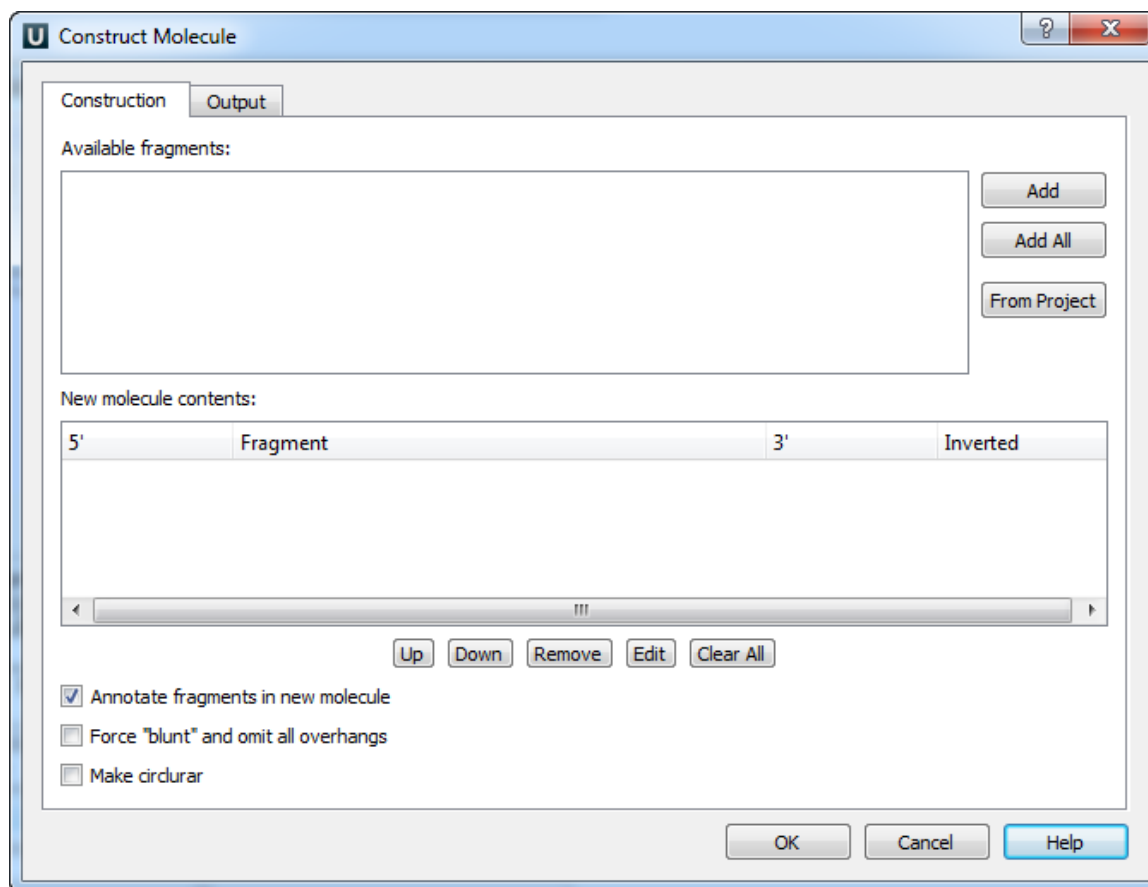 U Construct Molecule
Construction Output
Available fragments:
Add
Add All
From Project
New molecule contents:
5' Fragment 3' Inverted
Up Down Remove Edit Clear All
Annotate fragments in new molecule
Force "blunt" and omit all overhangs
Make circlurar
OK Cancel Help